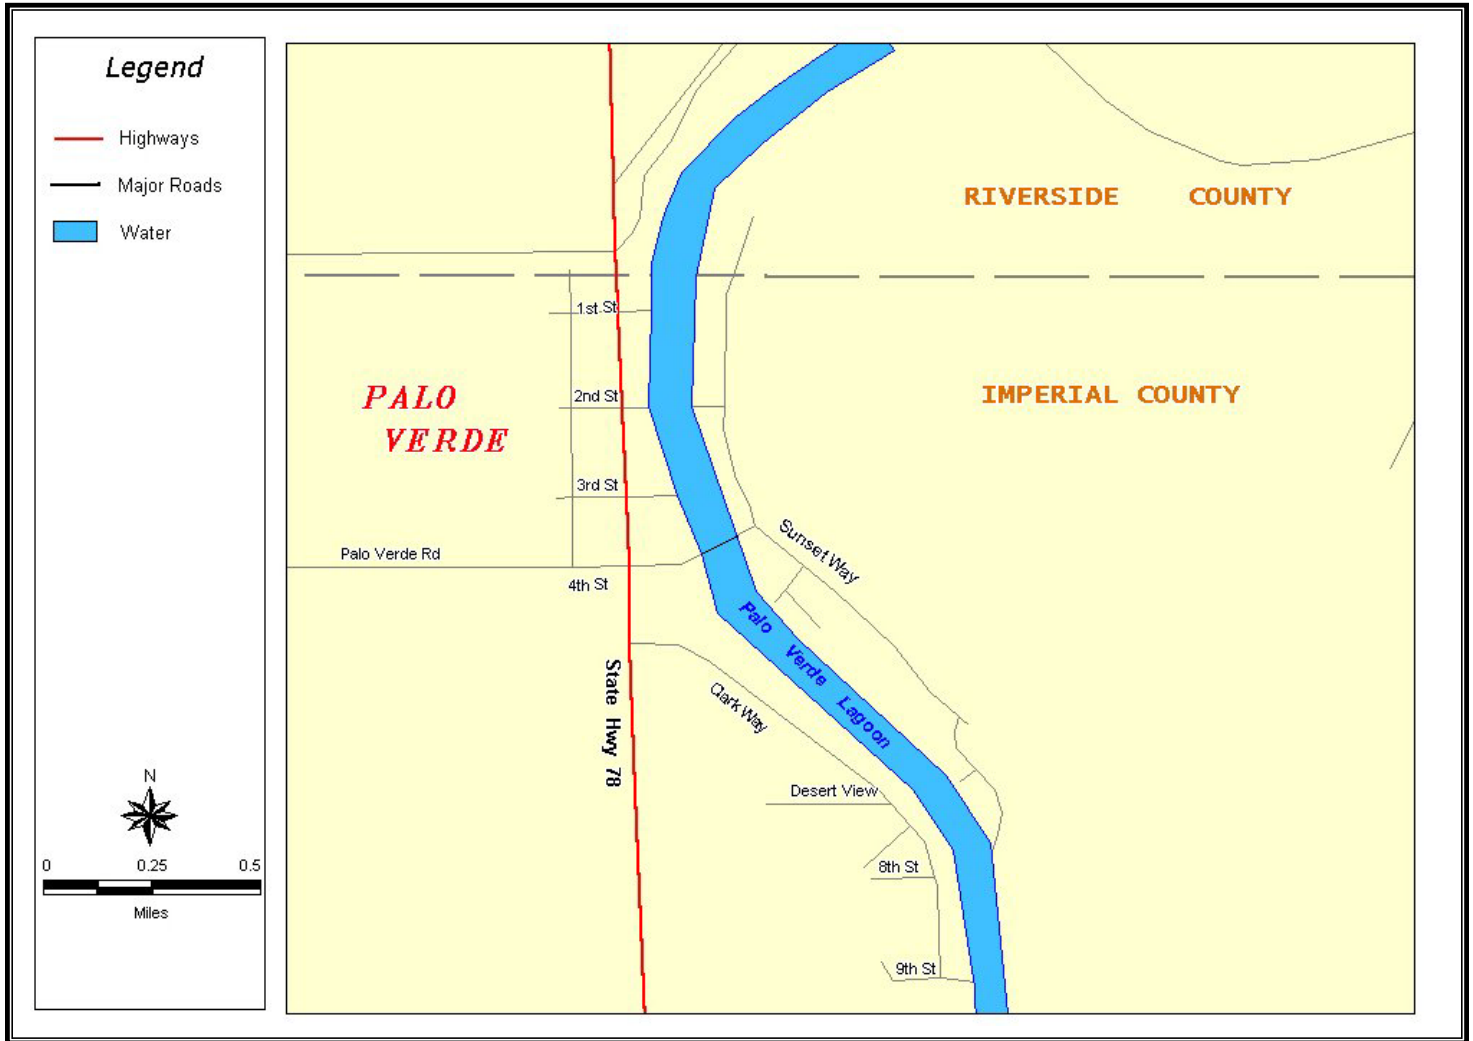 Legend
Highways
Major Roads
Water
N
0 0.25 0.5
Miles
RIVERSIDE COUNTY
1st St
PALO
VERDE
2nd St
IMPERIAL COUNTY
3rd St
Palo Verde Rd
4th St
Sunset Way
Palo Verde Lagoon
State Hwy 78
Clark Way
Desert View
8th St
9th St